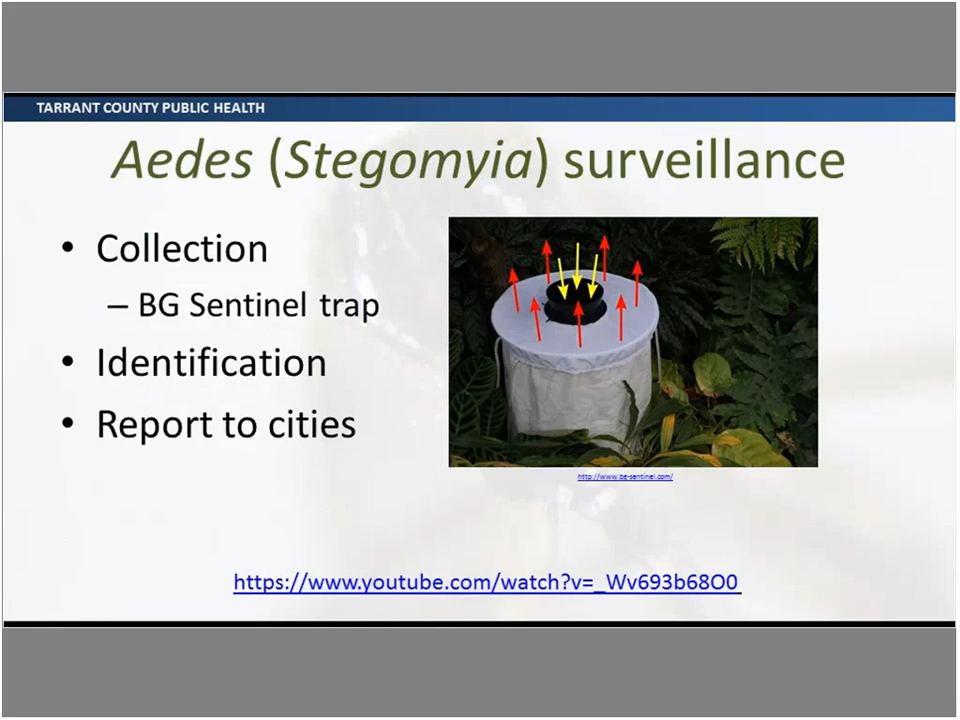 TARRANT COUNTY PUBLIC HEALTH
Aedes (Stegomyia) surveillance
• Collection
– BG Sentinel trap
• Identification
• Report to cities
http://www.bg-sentinel.com/
https://www.youtube.com/watch?v=_Wv693b68O0